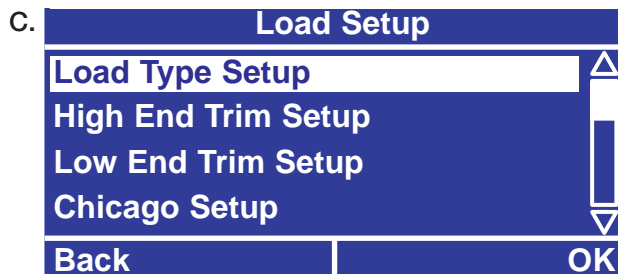 C.
Load Setup
Load Type Setup
High End Trim Setup
Low End Trim Setup
Chicago Setup
Back OK